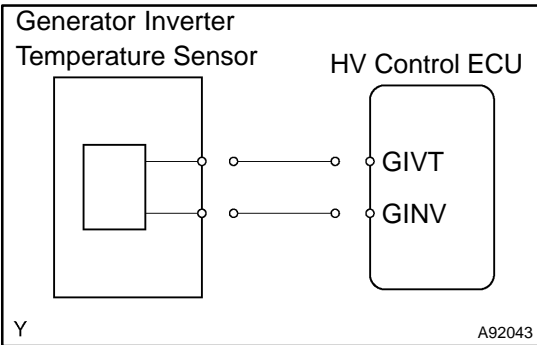 Generator Inverter
Temperature Sensor
HV Control ECU
GIVT
GINV
Y
A92043